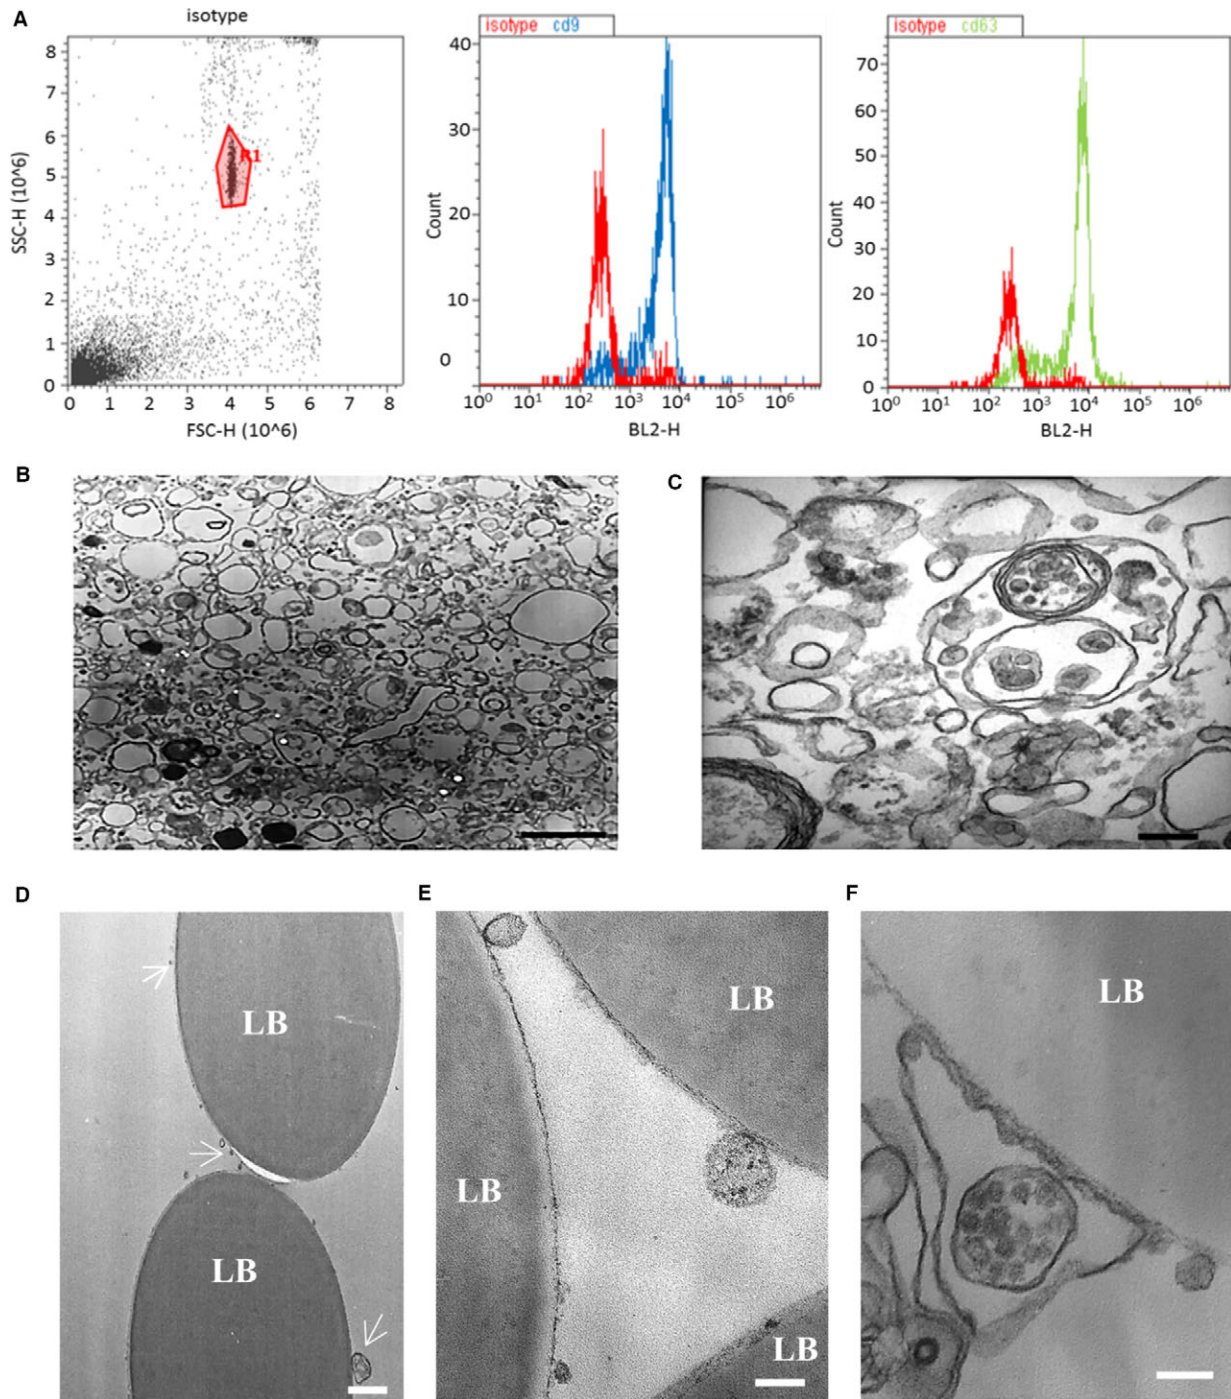 A
isotype
SSC-H (10^6)
8
7
6
5
4
3
2
1
0
R1
0 1 2 3 4 5 6 7 8
FSC-H (10^6)
isotype cd9
Count
40
30
20
10
0
10⁰ 10¹ 10² 10³ 10⁴ 10⁵ 10⁶
BL2-H
isotype cd63
Count
70
60
50
40
30
20
10
0
10⁰ 10¹ 10² 10³ 10⁴ 10⁵ 10⁶
BL2-H
B
C
D
LB
LB
E
LB
LB
LB
F
LB